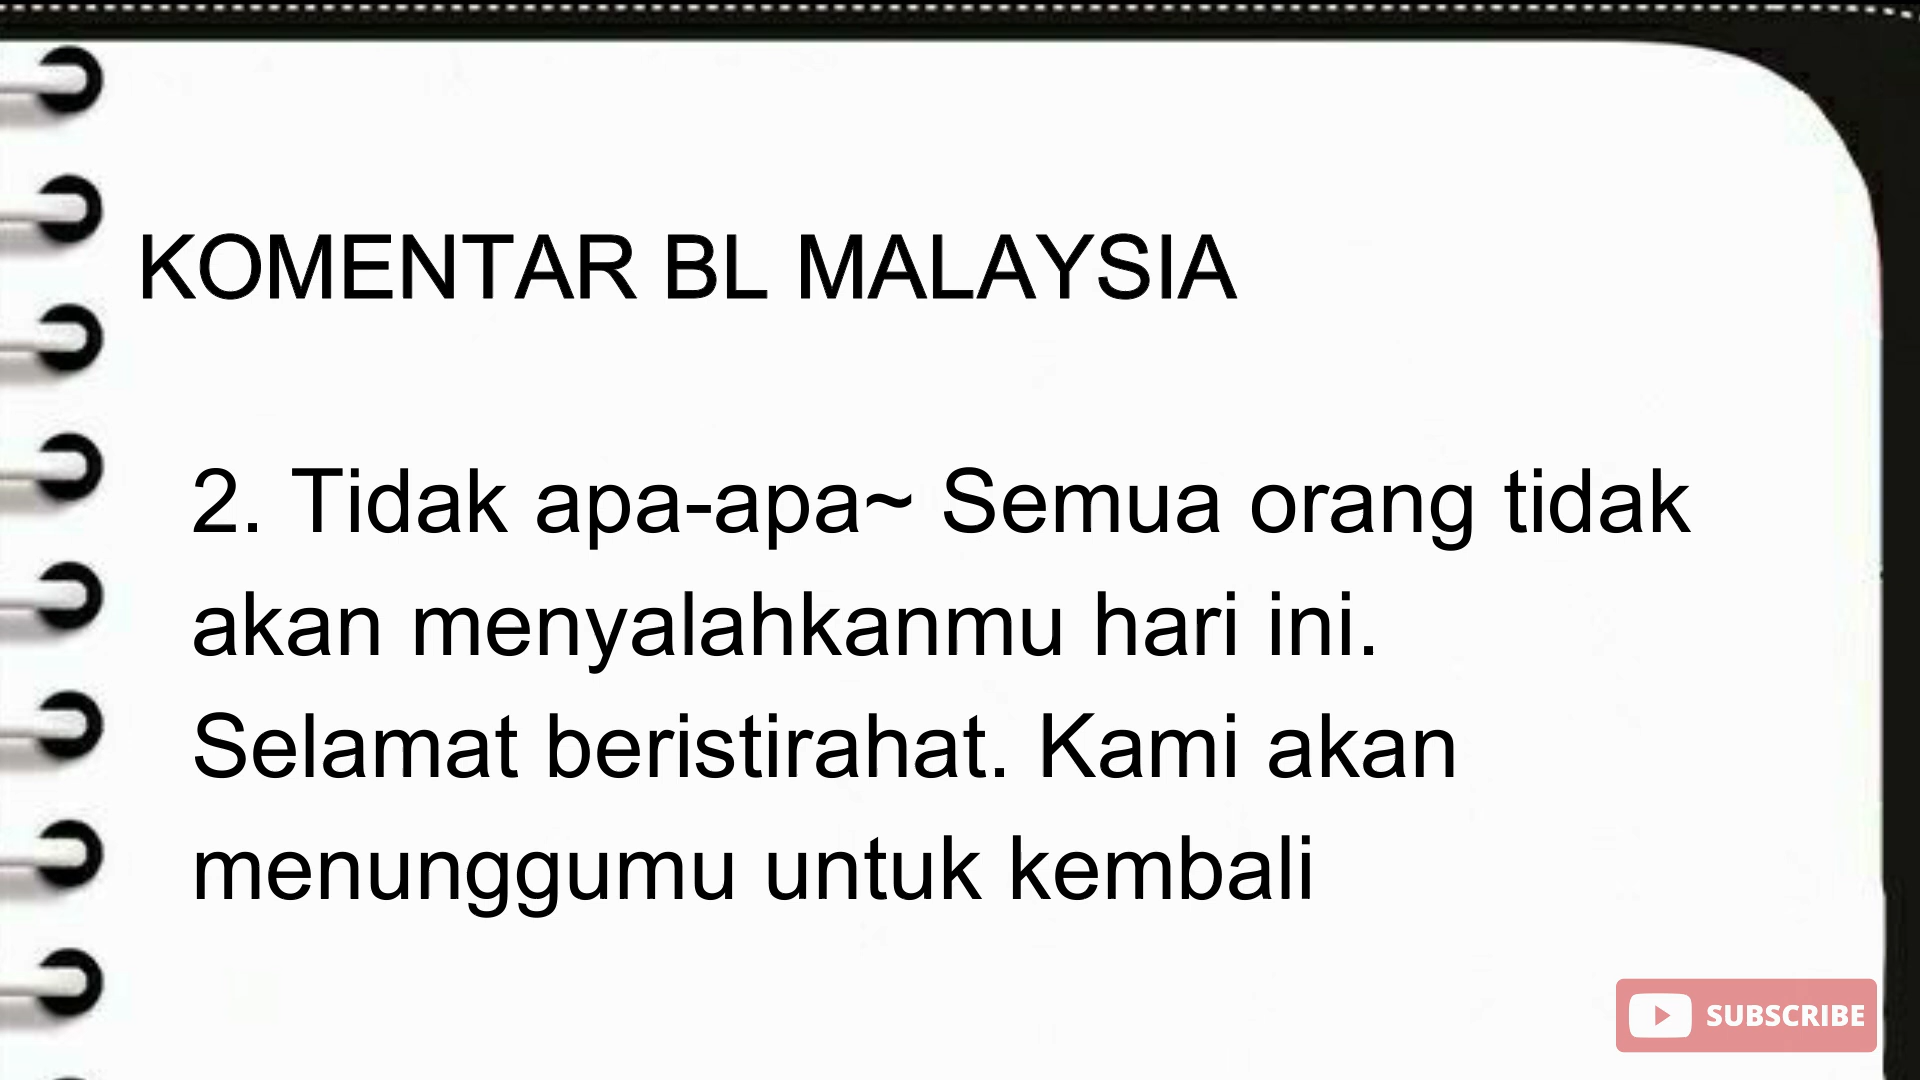 KOMENTAR BL MALAYSIA
2. Tidak apa-apa~ Semua orang tidak
akan menyalahkanmu hari ini.
Selamat beristirahat. Kami akan
menunggumu untuk kembali
SUBSCRIBE